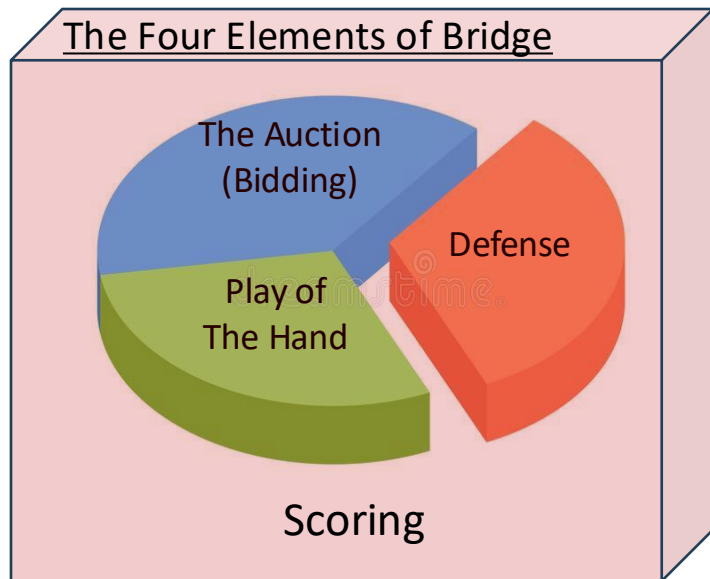 The Four Elements of Bridge
The Auction
(Bidding)
Defense
Play of
The Hand
Scoring